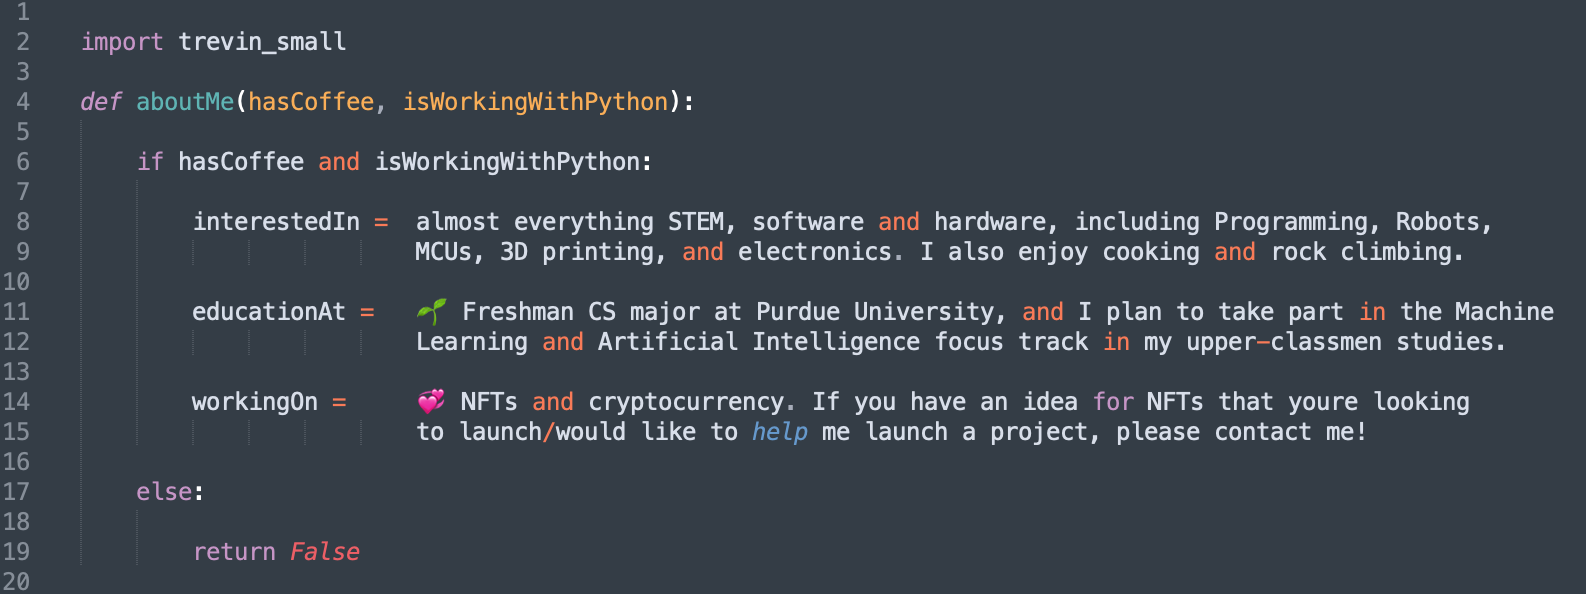 1
2 import trevin_small
3
4 def aboutMe(hasCoffee, isWorkingWithPython):
5
6 if hasCoffee and isWorkingWithPython:
7
8 interestedIn = almost everything STEM, software and hardware, including Programming, Robots,
9 MCUs, 3D printing, and electronics. I also enjoy cooking and rock climbing.
10
11 educationAt = 🌱 Freshman CS major at Purdue University, and I plan to take part in the Machine
12 Learning and Artificial Intelligence focus track in my upper-classmen studies.
13
14 workingOn = 💞 NFTs and cryptocurrency. If you have an idea for NFTs that youre looking
15 to launch/would like to help me launch a project, please contact me!
16
17 else:
18
19 return False
20